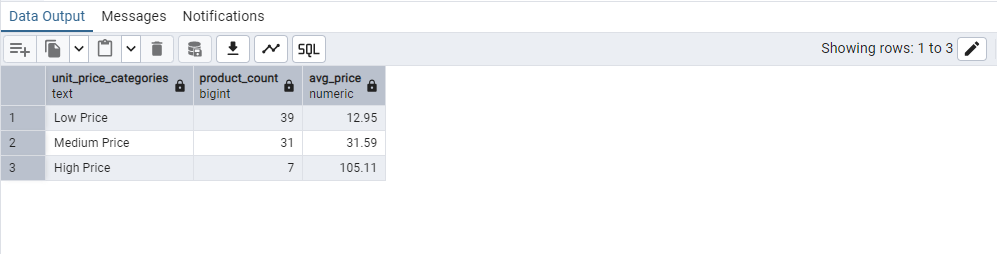 Data Output Messages Notifications
SQL Showing rows: 1 to 3
unit_price_categories product_count avg_price
text bigint numeric
1 Low Price 39 12.95
2 Medium Price 31 31.59
3 High Price 7 105.11